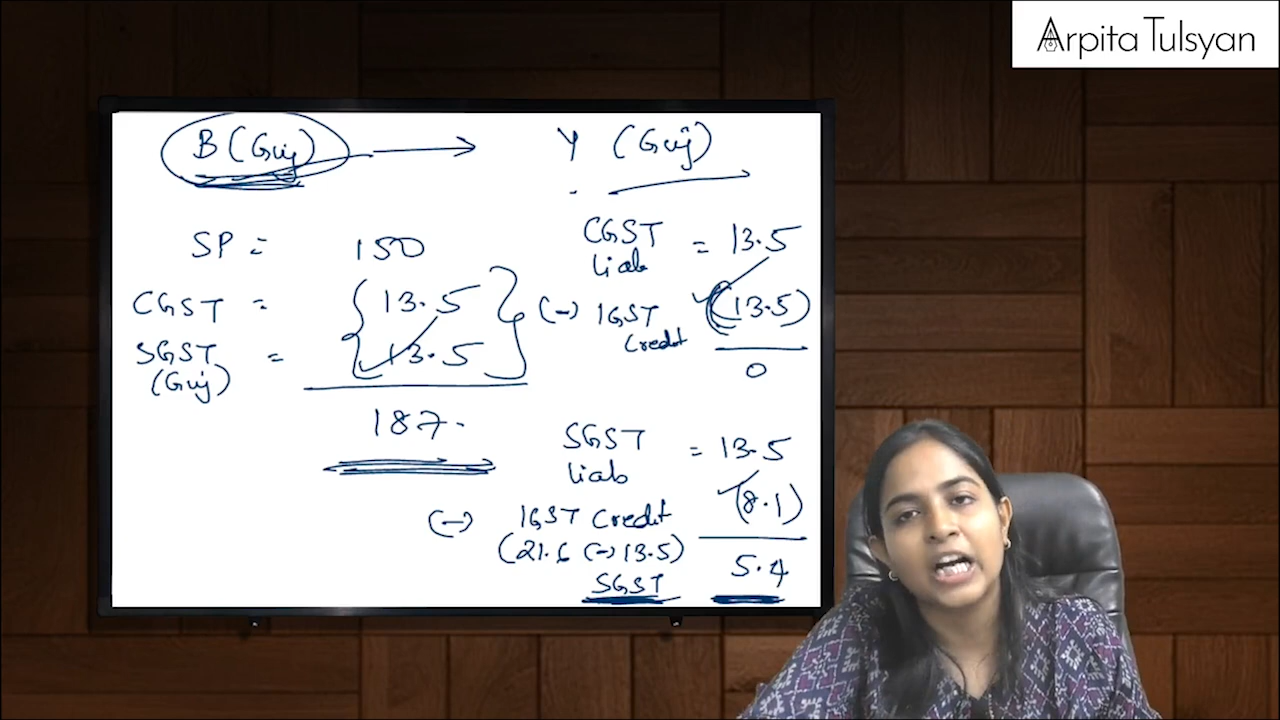 Arpita Tulsyan
B (Guj) → Y (Guj)
SP = 150
CGST = 13.5
SGST (Guj) = 13.5
187.
CGST Liab = 13.5
(-) IGST Credit (13.5)
0
SGST Liab = 13.5
(-) IGST Credit (8.1)
(21.6 (-) 13.5)
SGST 5.4